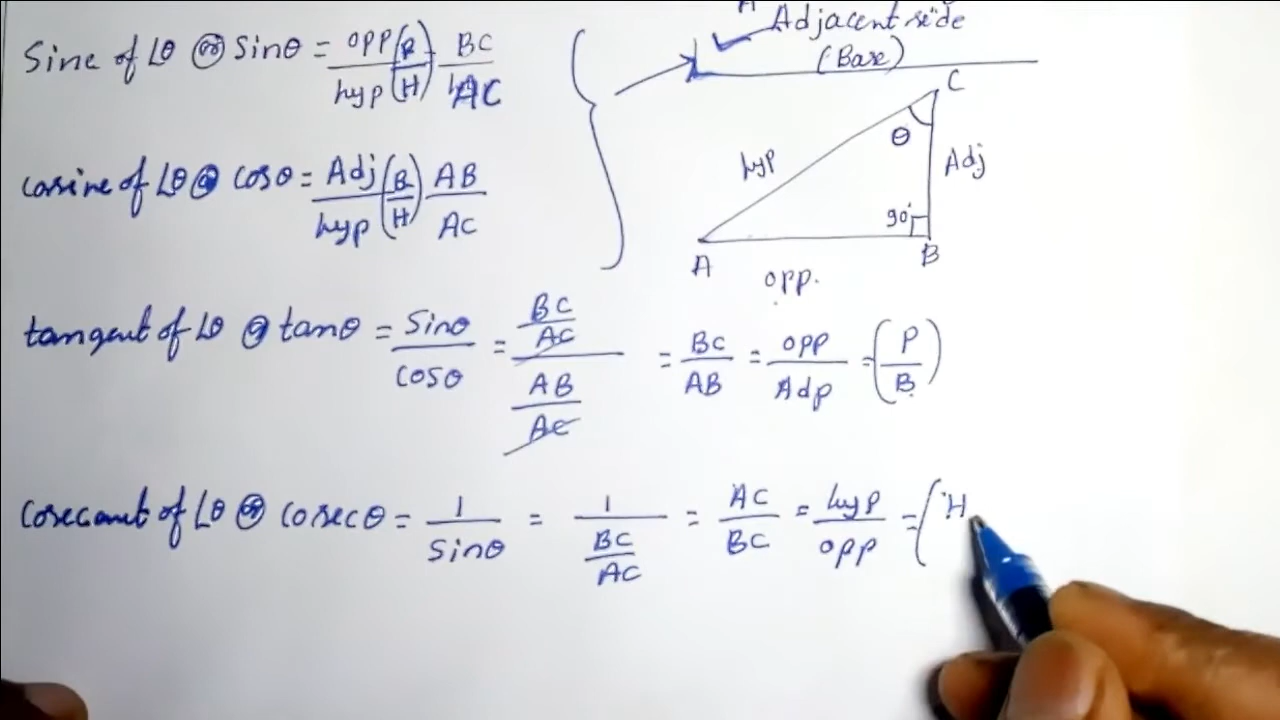 Adjacent side
(Base)
Sine of ∠θ (or) Sinθ = opp/hyp (P/H) BC/AC
cosine of ∠θ (or) cosθ = Adj/hyp (B/H) AB/AC
C
θ
hyp
Adj
90°
A
B
opp.
tangent of ∠θ (or) tanθ = Sinθ/cosθ = BC/AC / AB/AC = BC/AB = opp/Adp = (P/B)
Cosecant of ∠θ (or) cosecθ = 1/Sinθ = 1/BC/AC = AC/BC = hyp/opp = (H